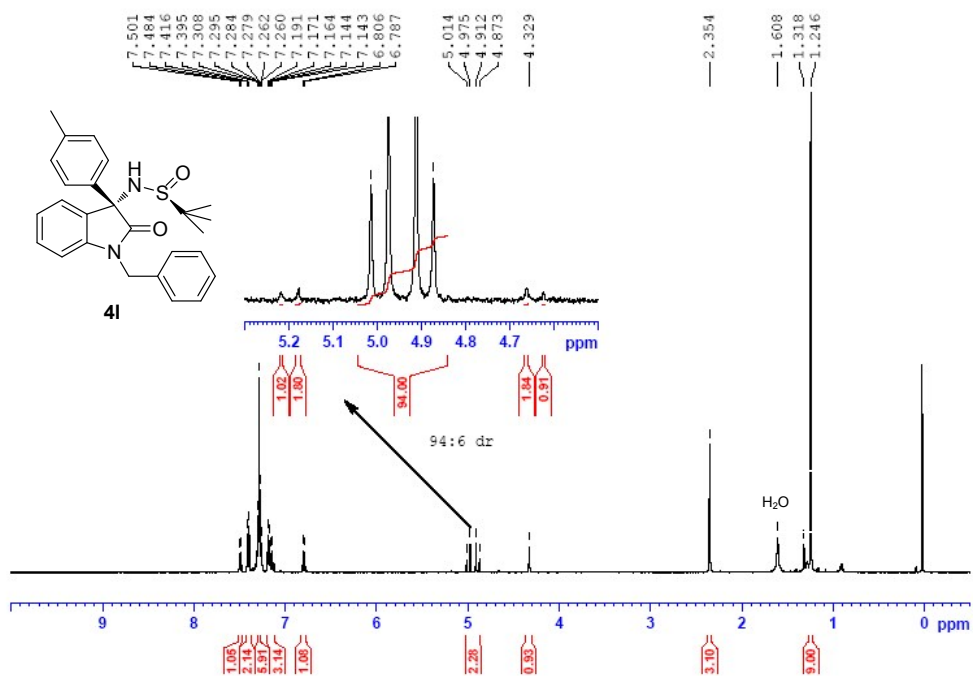 7.501
7.484
7.416
7.395
7.308
7.295
7.284
7.279
7.262
7.260
7.191
7.171
7.164
7.144
7.143
6.806
6.787
5.014
4.975
4.912
4.873
4.329
2.354
1.608
1.318
1.246
H
N
S
O
O
N
4l
5.2 5.1 5.0 4.9 4.8 4.7 ppm
1.02 1.80 94.00 1.84 0.91
94:6 dr
H₂O
9 8 7 6 5 4 3 2 1 0 ppm
1.05 2.14 5.91 3.14 1.08 2.28 0.93 3.10 9.00